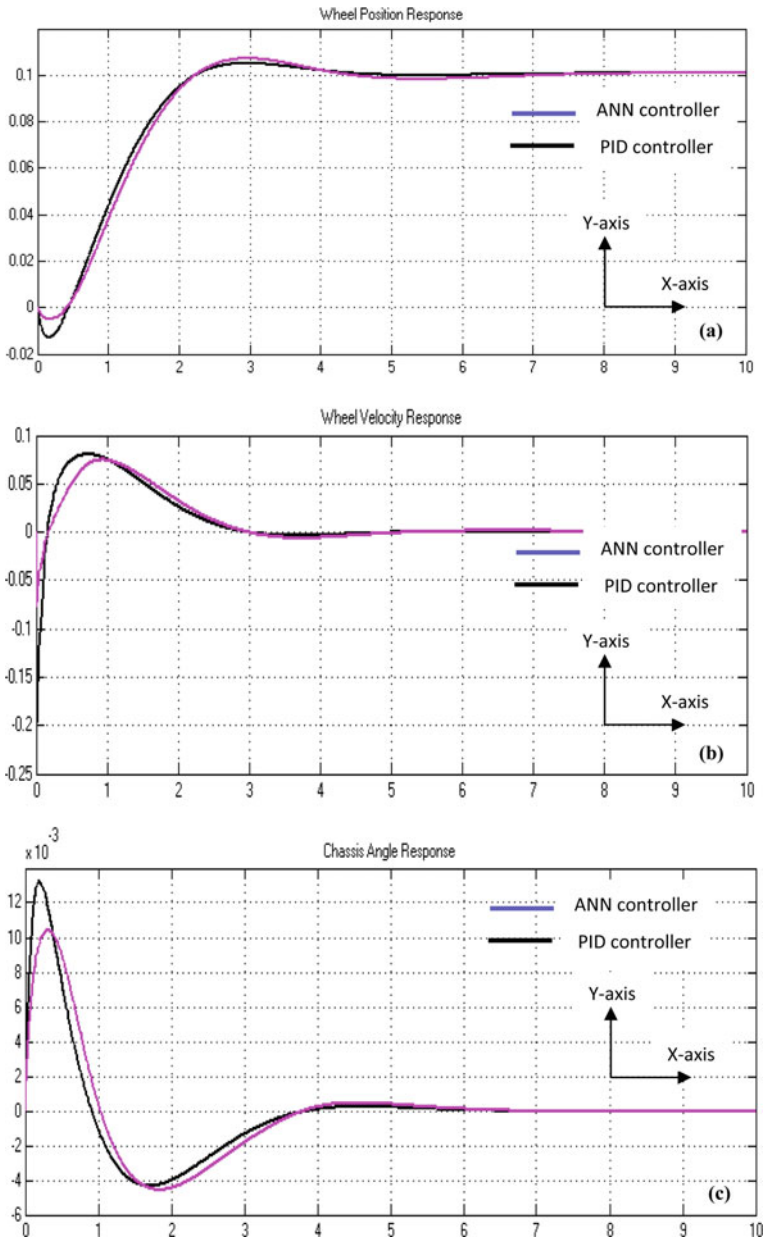 Wheel Position Response
0.1
0.08
0.06
0.04
0.02
0
-0.02
ANN controller
PID controller
Y-axis
X-axis
(a)
0 1 2 3 4 5 6 7 8 9 10
Wheel Velocity Response
0.1
0.05
0
-0.05
-0.1
-0.15
-0.2
-0.25
ANN controller
PID controller
Y-axis
X-axis
(b)
0 1 2 3 4 5 6 7 8 9 10
x 10^-3
Chassis Angle Response
12
10
8
6
4
2
0
-2
-4
-6
ANN controller
PID controller
Y-axis
X-axis
(c)
0 1 2 3 4 5 6 7 8 9 10